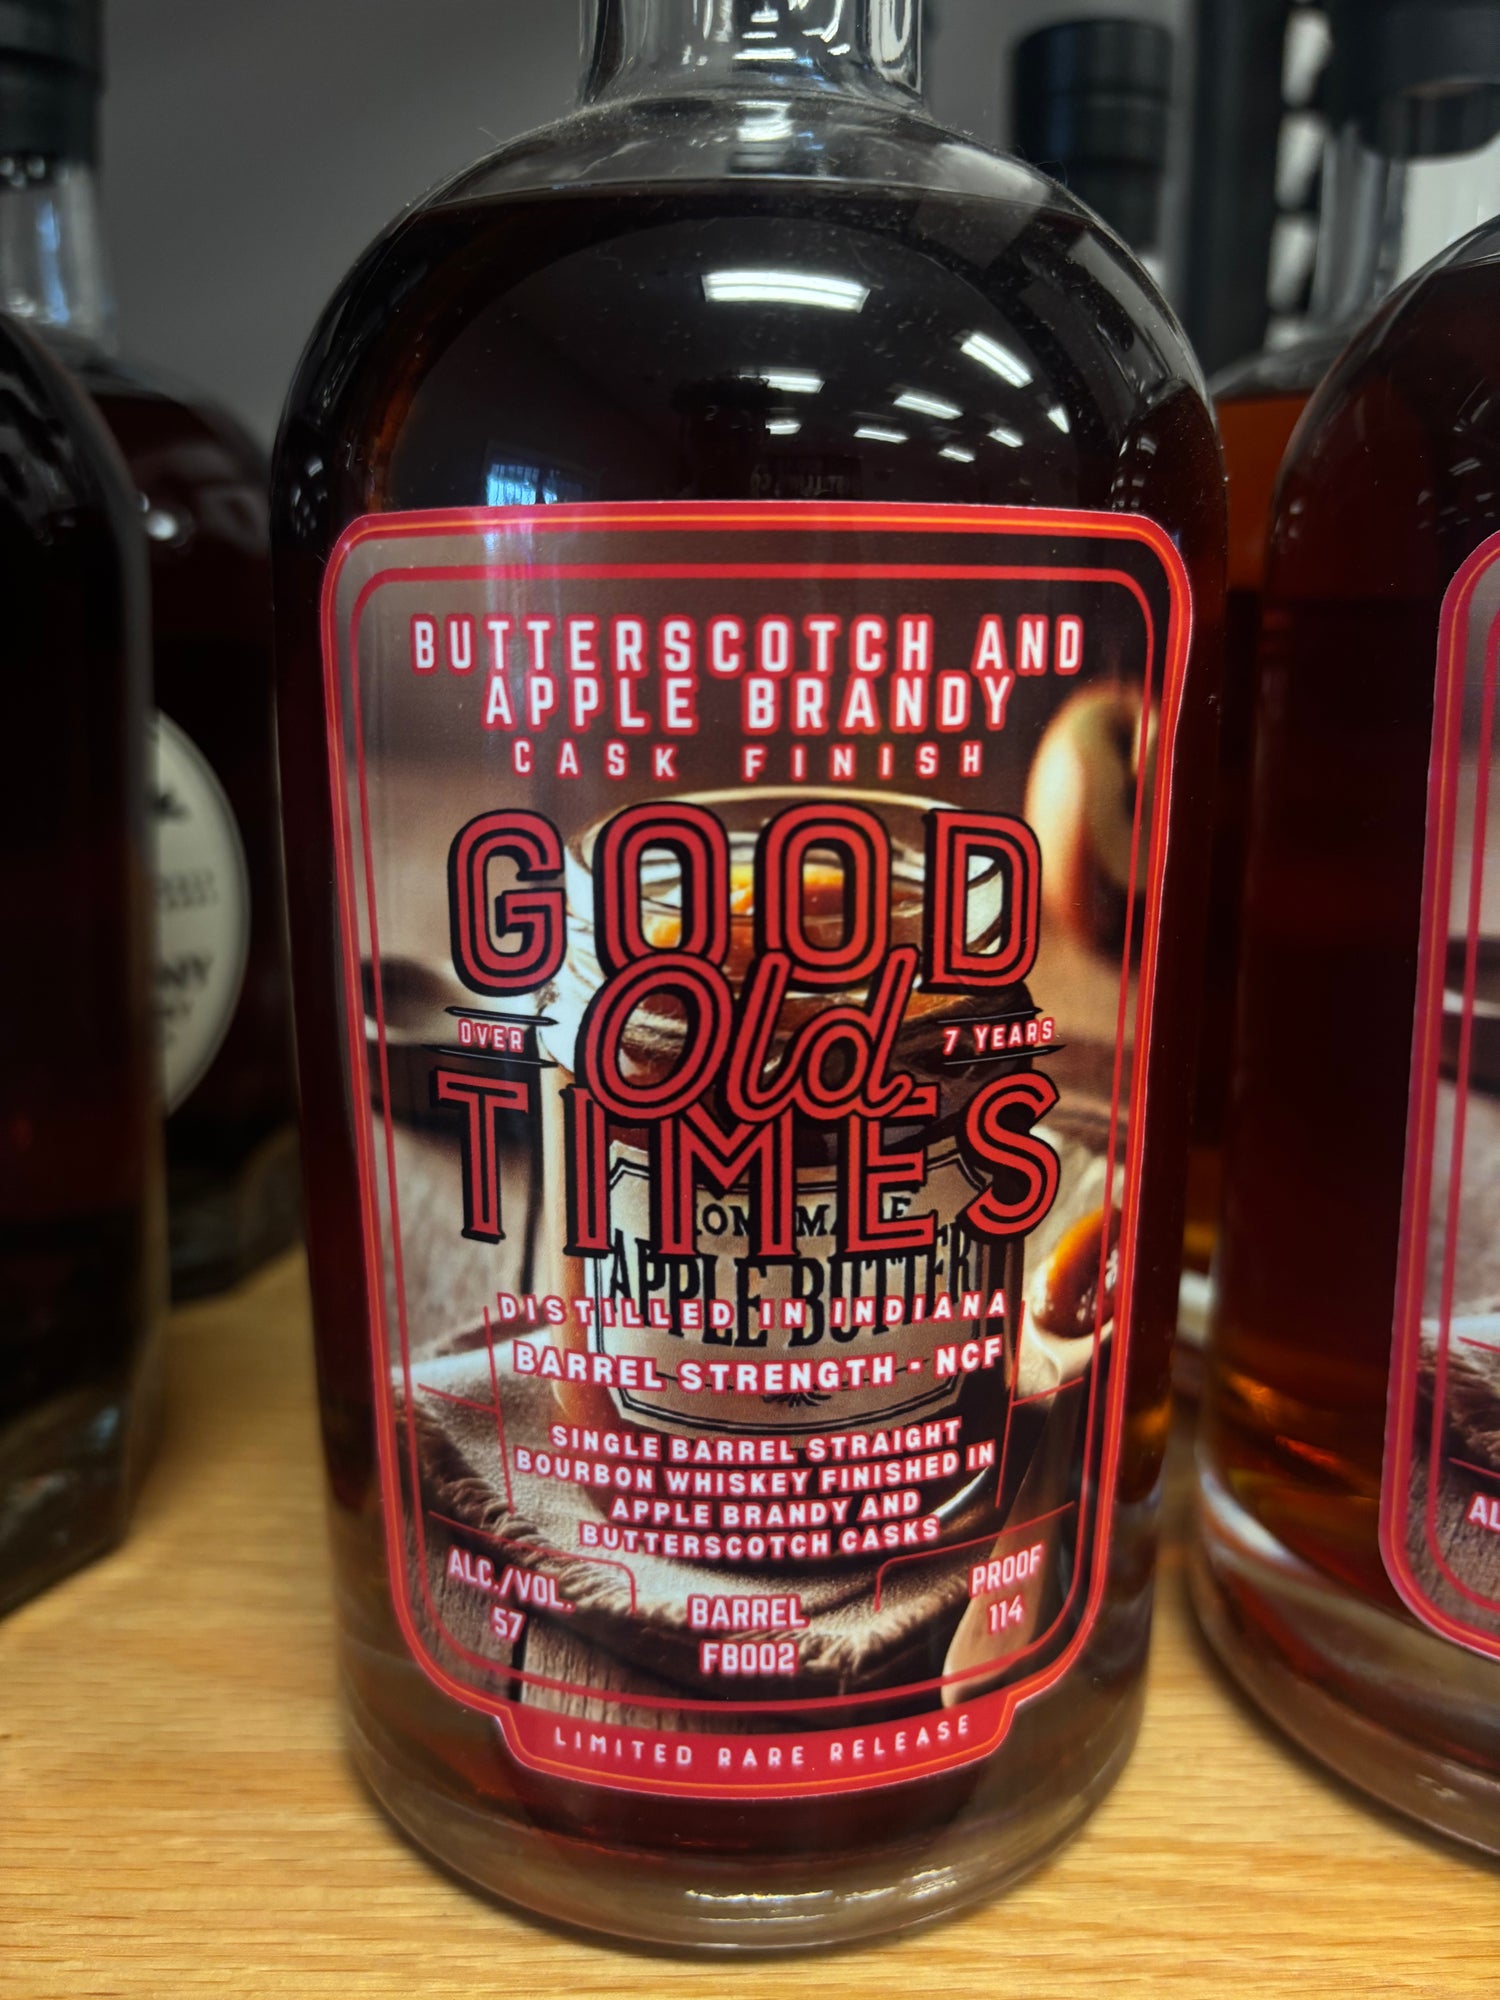 BUTTERSCOTCH AND
APPLE BRANDY
CASK FINISH
GOOD
Old
OVER
7 YEARS
TIMES
APPLE BUTTER
DISTILLED IN INDIANA
BARREL STRENGTH - NCF
SINGLE BARREL STRAIGHT
BOURBON WHISKEY FINISHED IN
APPLE BRANDY AND
BUTTERSCOTCH CASKS
ALC./VOL.
57
BARREL
FB002
PROOF
114
LIMITED RARE RELEASE